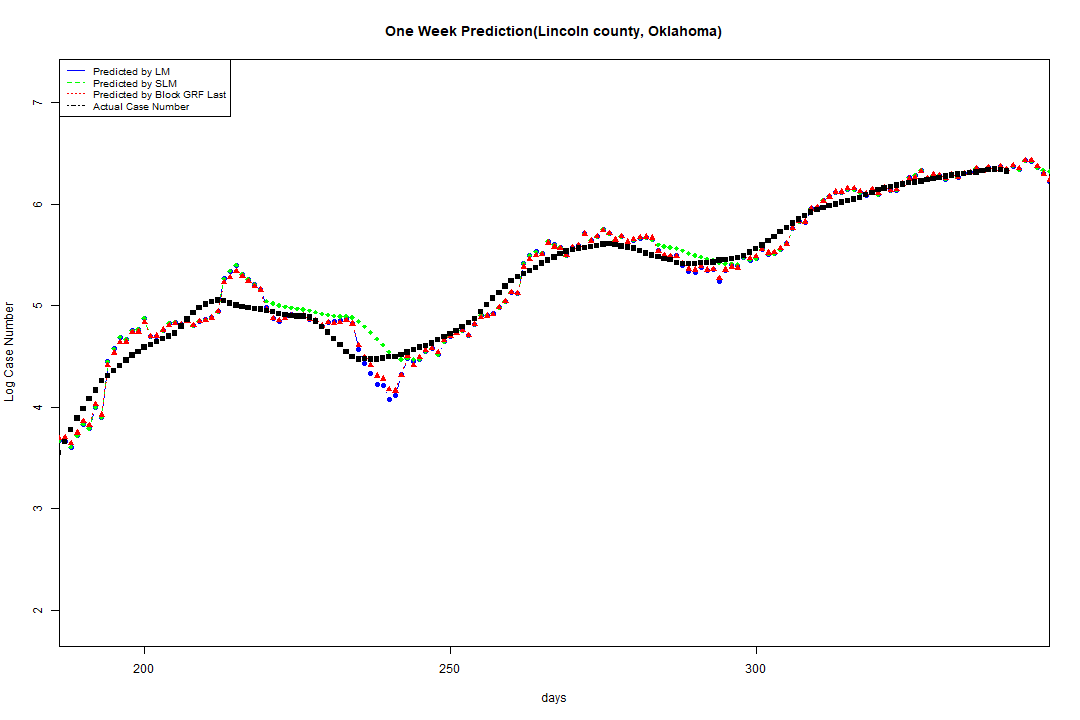 One Week Prediction(Lincoln county, Oklahoma)
Predicted by LM
Predicted by SLM
Predicted by Block GRF Last
Actual Case Number
7
6
5
4
3
2
Log Case Number
200 250 300
days